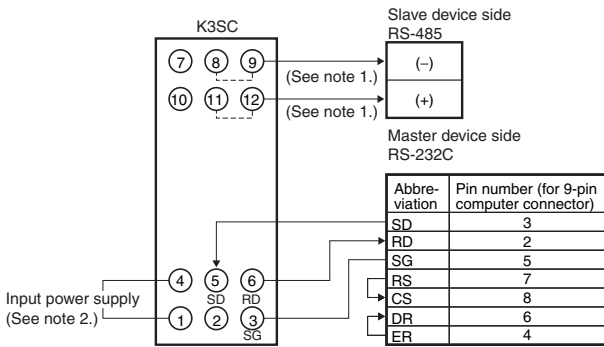 K3SC
Slave device side
RS-485
7 8 9
(−)
(See note 1.)
10 11 12
(+)
(See note 1.)
Master device side
RS-232C
Abbre-
viation
Pin number (for 9-pin
computer connector)
SD 3
RD 2
SG 5
RS 7
CS 8
DR 6
ER 4
4 5 6
SD RD
Input power supply
(See note 2.)
1 2 3
SG